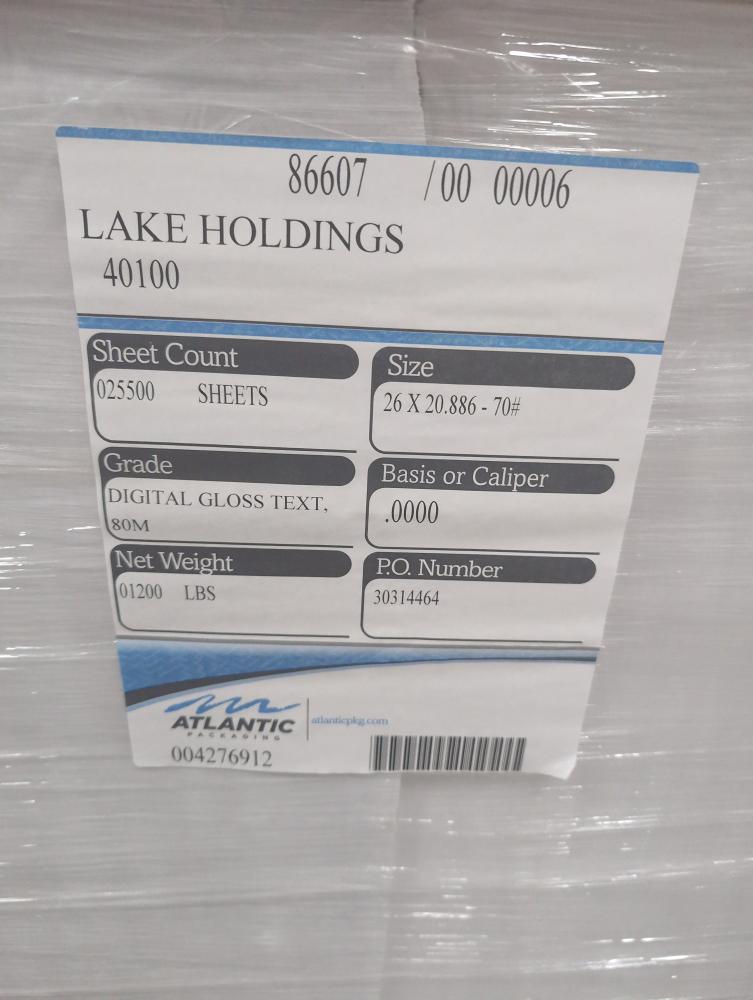 86607 /00 00006
LAKE HOLDINGS
40100
Sheet Count
025500 SHEETS
Size
26 X 20.886 - 70#
Grade
DIGITAL GLOSS TEXT,
80M
Basis or Caliper
.0000
Net Weight
01200 LBS
P.O. Number
30314464
ATLANTIC
PACKAGING
atlanticpkg.com
004276912